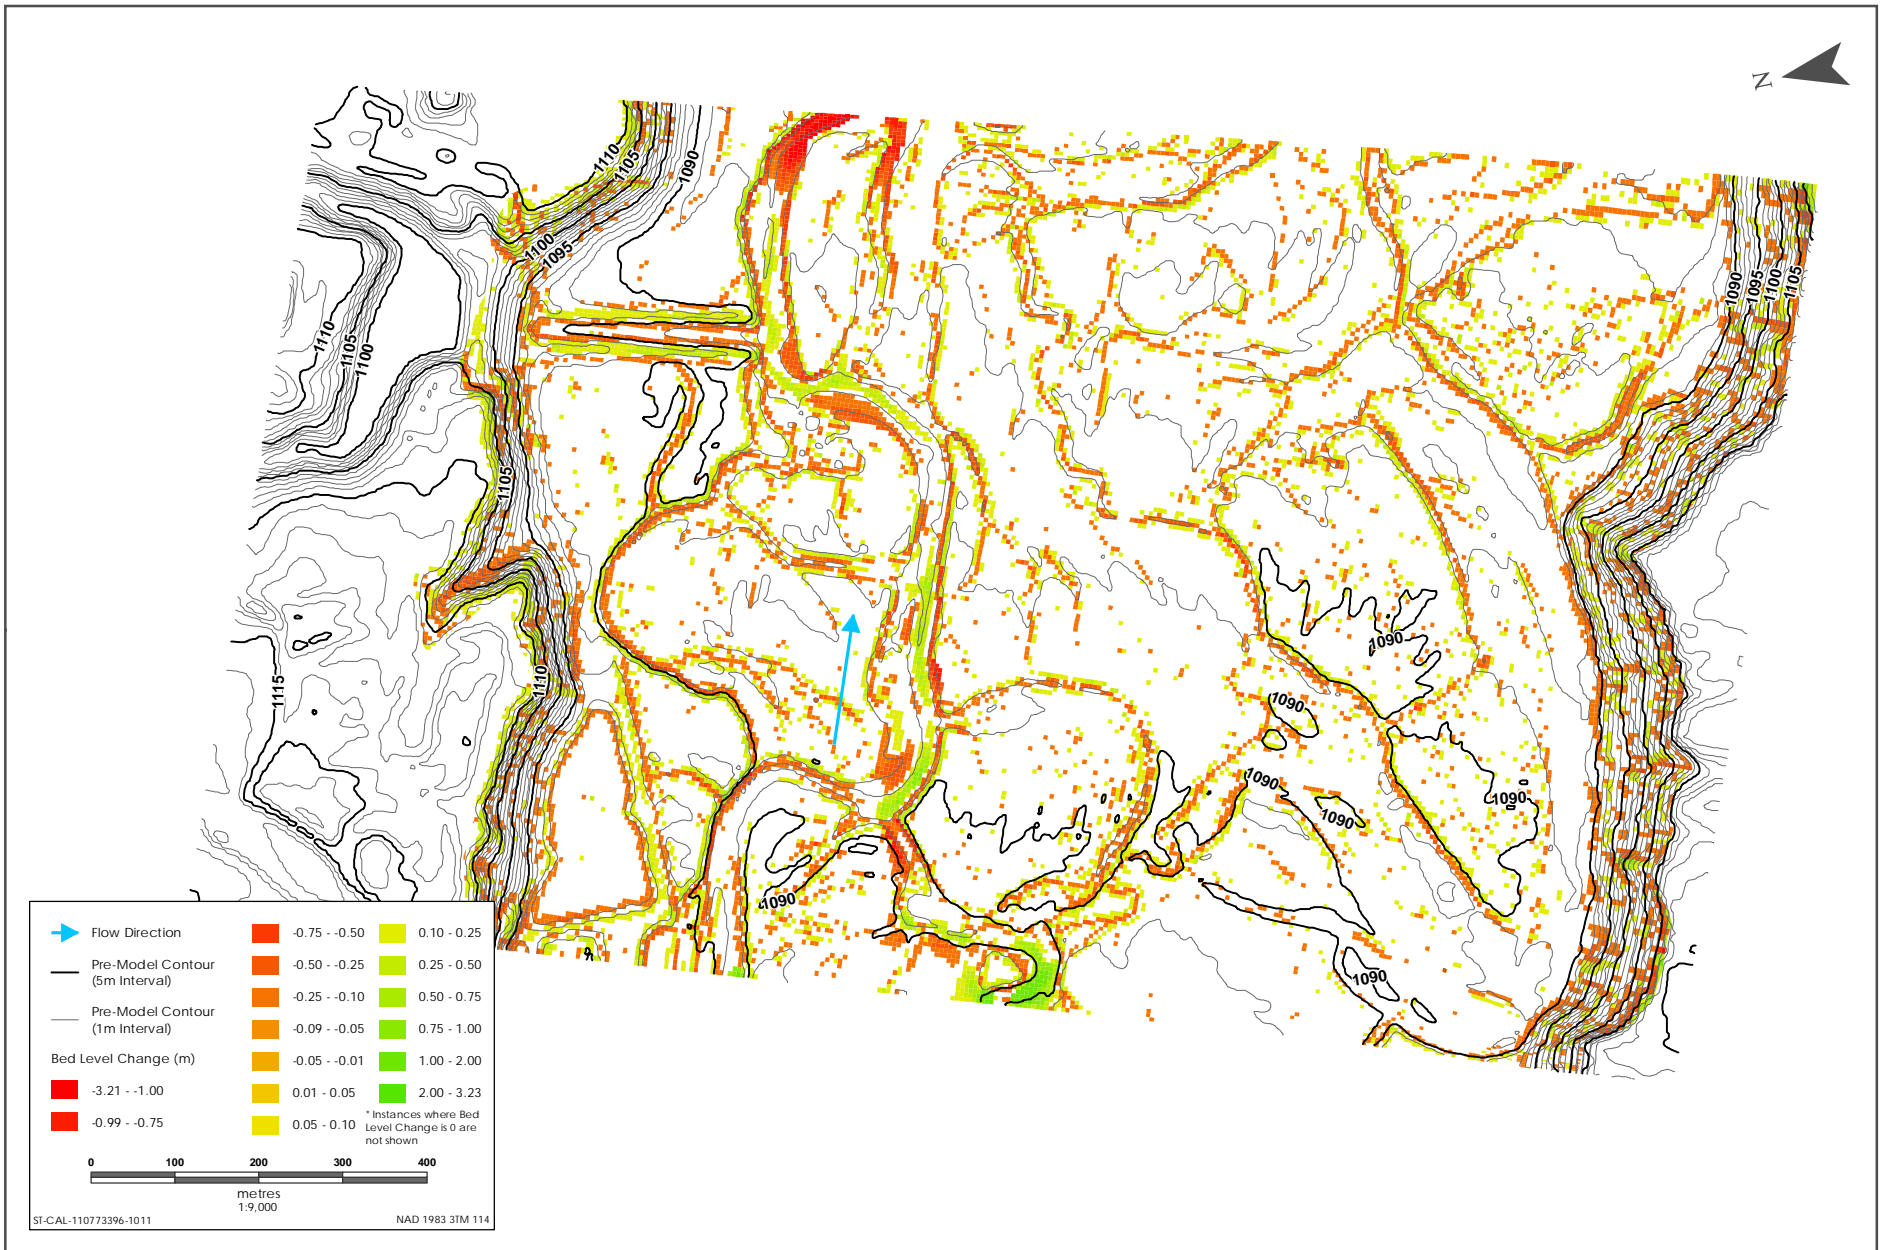 N
1110
1105
1090
1100
1095
1110
1105
1100
1090
1095
1100
1105
1105
1090
1115
1110
1090
1090
1090
1090
1090
1090
Flow Direction
Pre-Model Contour
(5m Interval)
Pre-Model Contour
(1m Interval)
Bed Level Change (m)
-3.21 - -1.00
-0.99 - -0.75
-0.75 - -0.50
-0.50 - -0.25
-0.25 - -0.10
-0.09 - -0.05
-0.05 - -0.01
0.01 - 0.05
0.05 - 0.10
0.10 - 0.25
0.25 - 0.50
0.50 - 0.75
0.75 - 1.00
1.00 - 2.00
2.00 - 3.23
* Instances where Bed
Level Change is 0 are
not shown
0 100 200 300 400
metres
1:9,000
ST-CAL-110773396-1011
NAD 1983 3TM 114